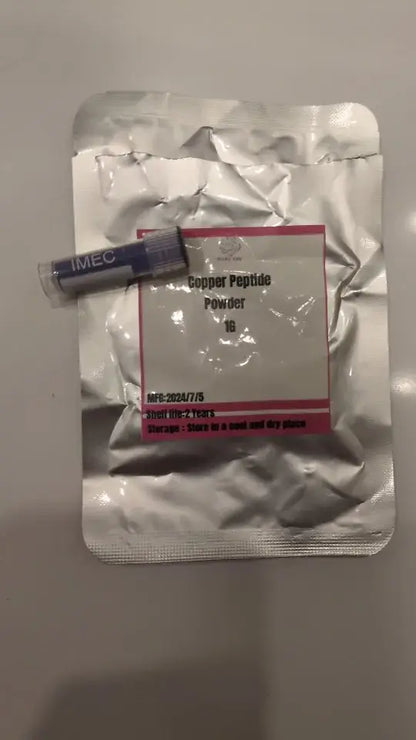 IMEC
Copper Peptide
Powder
1G
MFG:2024/7/5
Shelf life:2 Years
Storage : Store in a cool and dry place